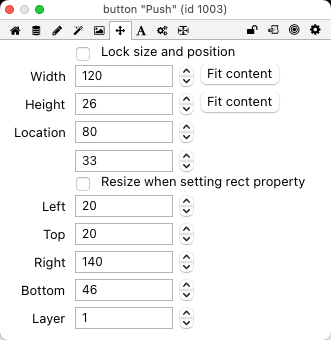 button "Push" (id 1003)
A
Lock size and position
Width 120 Fit content
Height 26 Fit content
Location 80
33
Resize when setting rect property
Left 20
Top 20
Right 140
Bottom 46
Layer 1